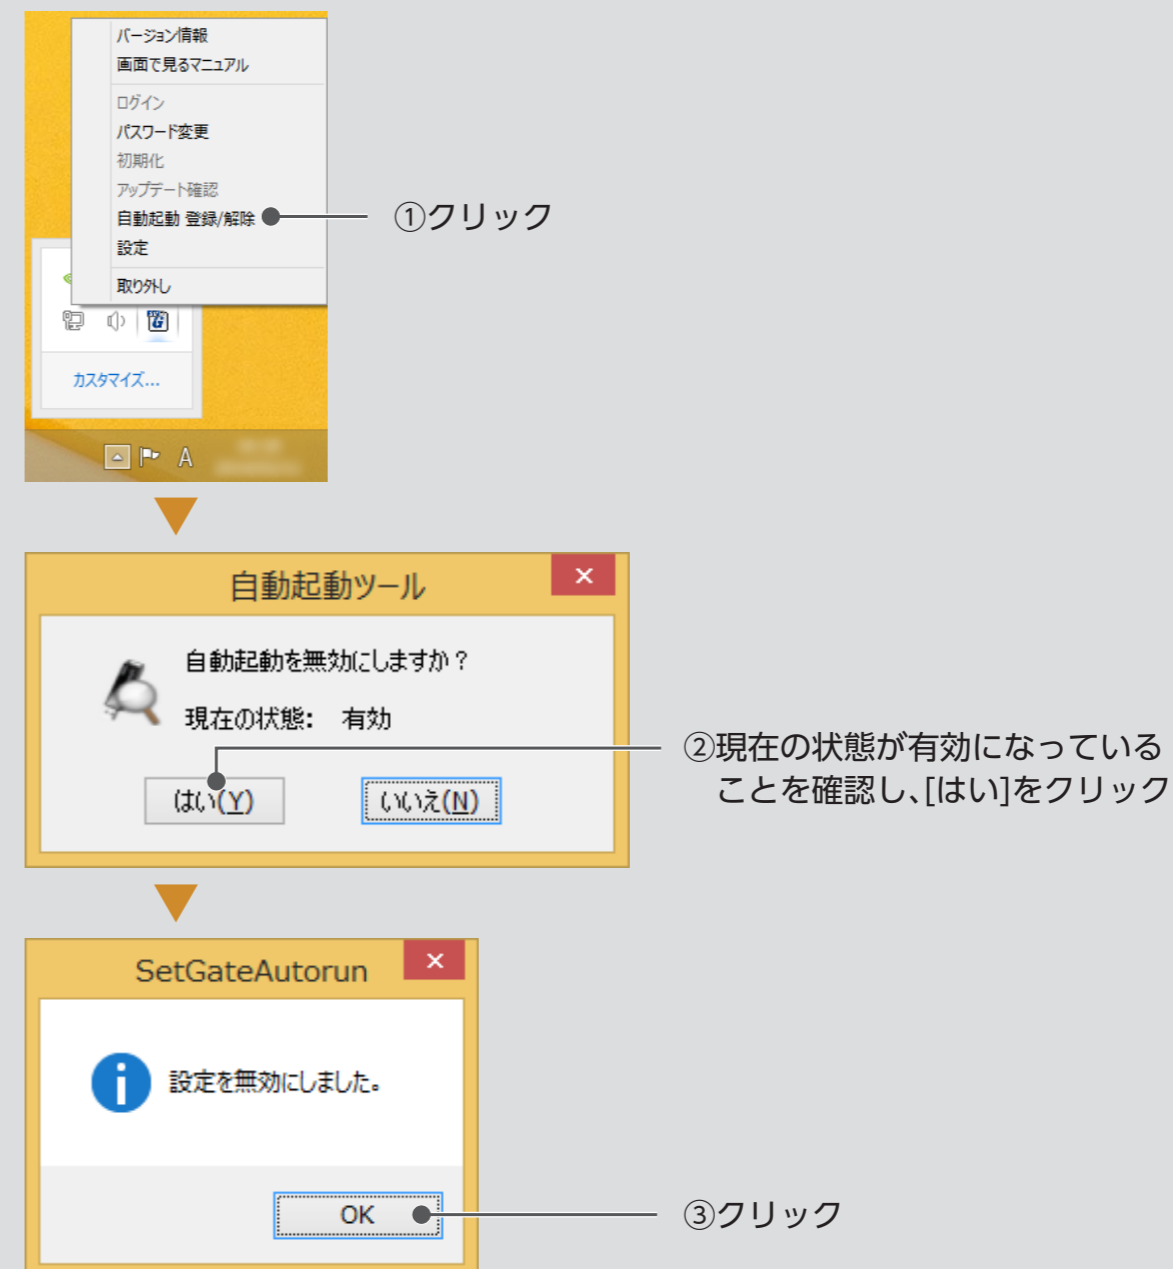 バージョン情報
画面で見るマニュアル
ログイン
パスワード変更
初期化
アップデート確認
自動起動 登録/解除
①クリック
設定
取り外し
カスタマイズ...
A
自動起動ツール
自動起動を無効にしますか？
現在の状態： 有効
②現在の状態が有効になっている
ことを確認し、[はい]をクリック
はい(Y)
いいえ(N)
SetGateAutorun
設定を無効にしました。
OK
③クリック